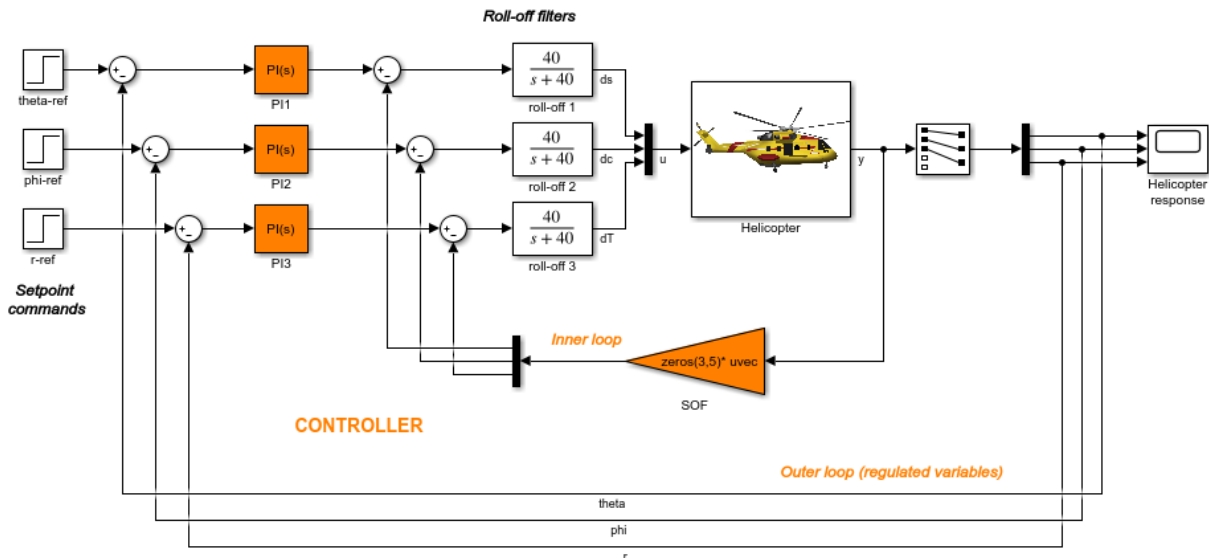 Roll-off filters
theta-ref
+
−
PI(s)
PI1
+
−
40
s + 40
roll-off 1
ds
phi-ref
+
−
PI(s)
PI2
+
−
40
s + 40
roll-off 2
dc
u
Helicopter
y
Helicopter
response
r-ref
+
−
PI(s)
PI3
+
−
40
s + 40
roll-off 3
dT
Setpoint
commands
Inner loop
zeros(3,5)* uvec
SOF
CONTROLLER
Outer loop (regulated variables)
theta
phi
r